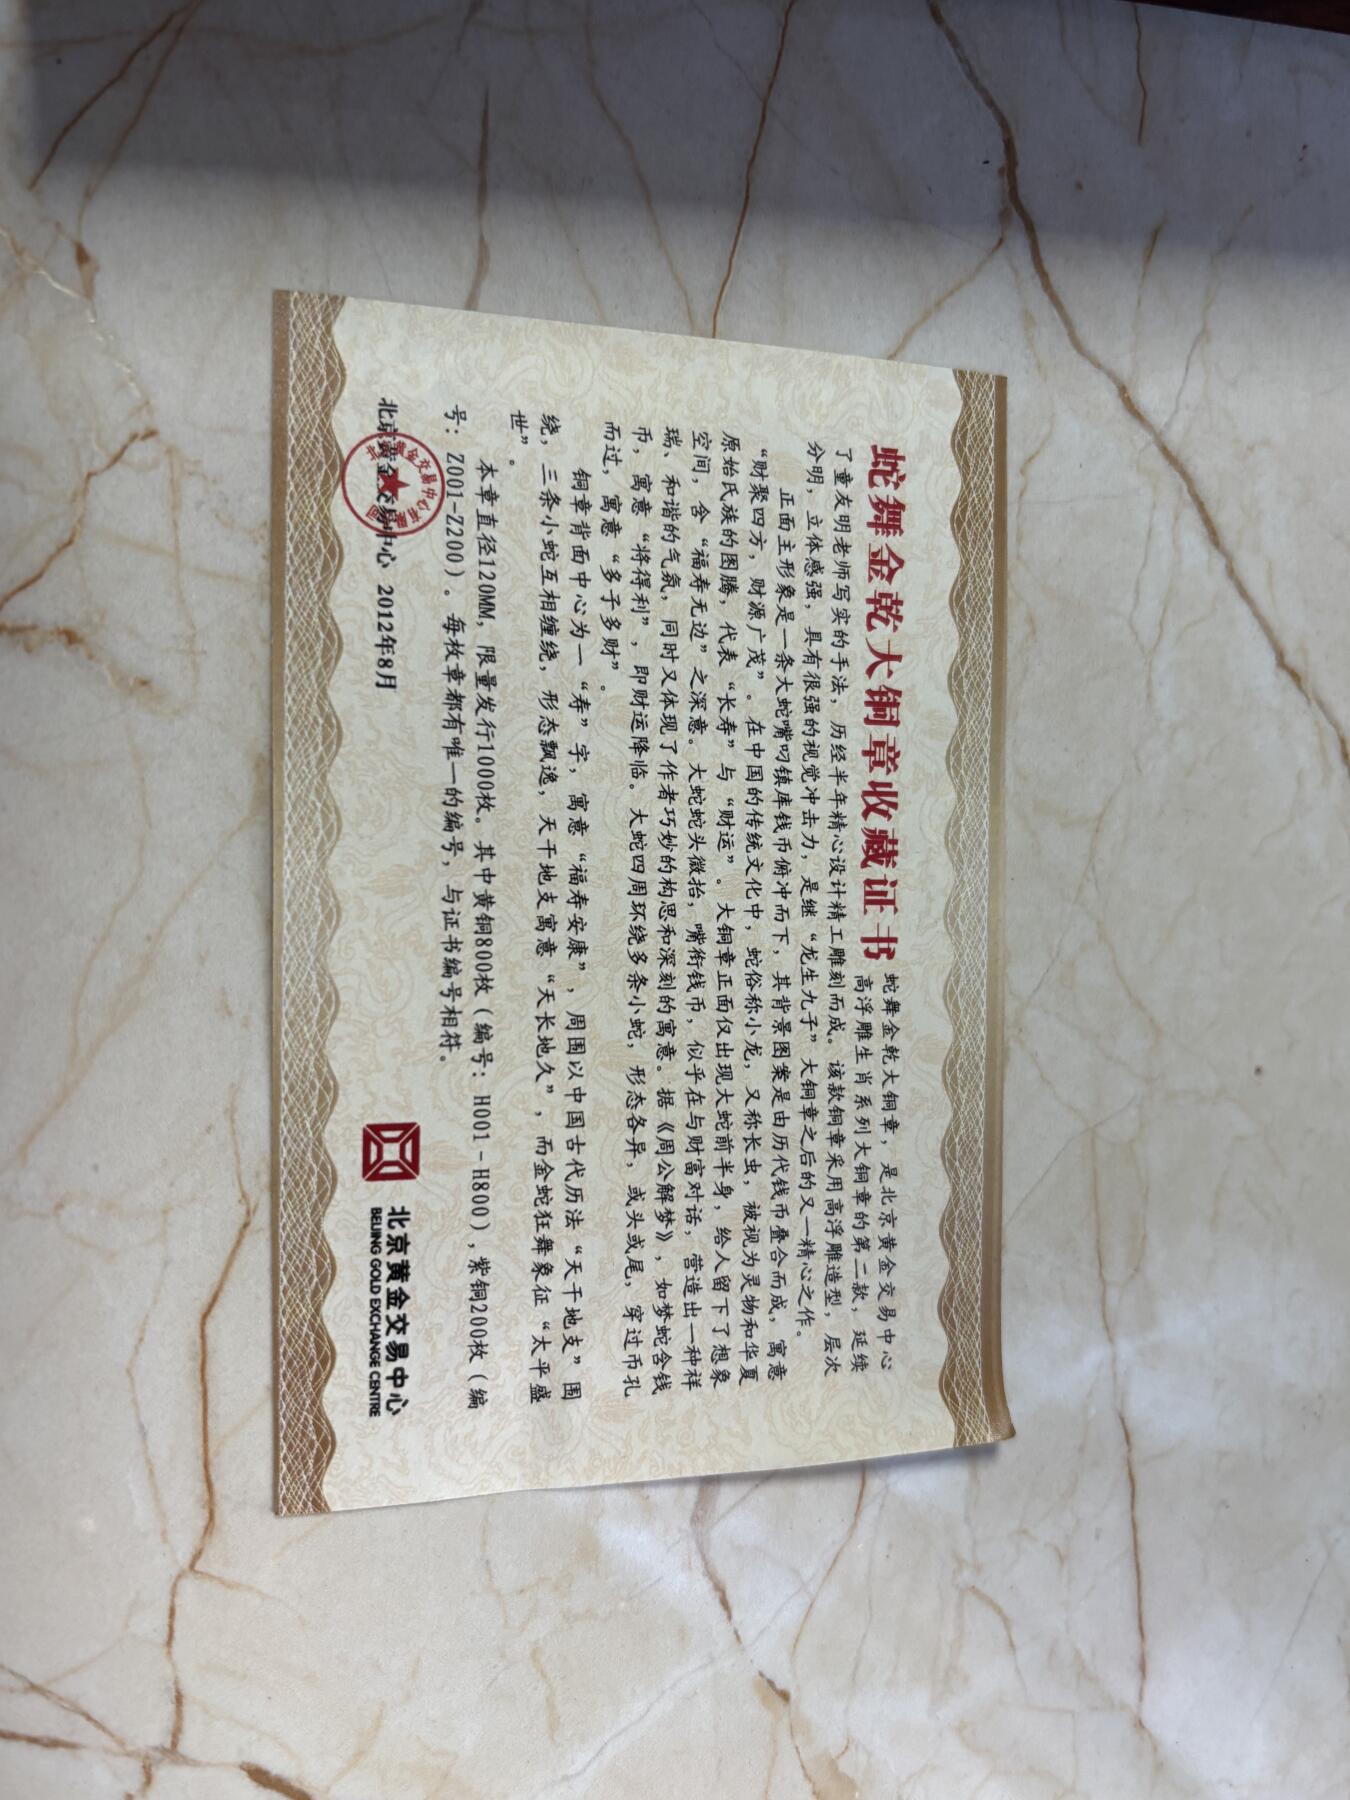 蛇舞金乾大铜章收藏证书
蛇舞金乾大铜章，是北京黄金交易中心
高浮雕生肖系列大铜章的第二款，延续
了童友明老师写实的手法，历经半年精心设计精工雕刻而成。该款铜章采用高浮雕造型，层次
分明，立体感强，具有很强的视觉冲击力，是继“龙生九子”大铜章之后的又一精心之作。
正面主形象是一条大蛇嘴叼镇库钱币俯冲而下，其背景图案是由历代钱币叠合而成，寓意
“财聚四方，财源广茂”。在中国的传统文化中，蛇俗称小龙，又称长虫，被视为灵物和华夏
原始氏族的图腾，代表“长寿”与“财运”。大铜章正面仅出现大蛇前半身，给人留下了想象
空间，含“福寿无边”之深意。大蛇蛇头微抬，嘴衔钱币，似乎在与财富对话，营造出一种祥
瑞、和谐的气氛，同时又体现了作者巧妙的构思和深刻的寓意。据《周公解梦》，如梦蛇含钱
币，寓意“将得利”，即财运降临。大蛇四周环绕多条小蛇，形态各异，或头或尾，穿过币孔
而过，寓意“多子多财”。
铜章背面中心为一“寿”字，寓意“福寿安康”，周围以中国古代历法“天干地支”围
绕，三条小蛇互相缠绕，形态飘逸，天干地支寓意“天长地久”，而金蛇狂舞象征“太平盛
世”。
本章直径120MM，限量发行1000枚。其中黄铜800枚（编号：H001-H800），紫铜200枚（编
号：Z001-Z200）。每枚章都有唯一的编号，与证书编号相符。
北京黄金交易中心 2012年8月
北京黄金交易中心
BEIJING GOLD EXCHANGE CENTRE